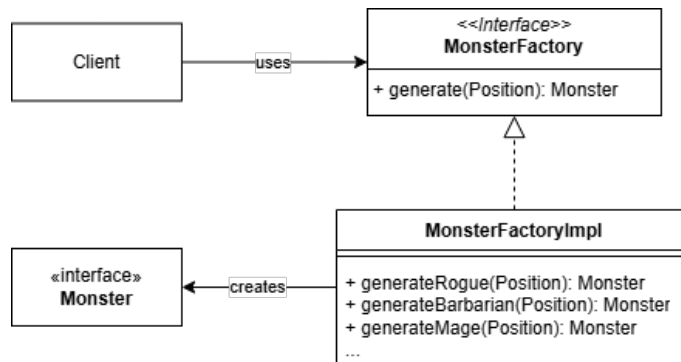 Client
uses
<<Interface>>
MonsterFactory
+ generate(Position): Monster
«interface»
Monster
creates
MonsterFactoryImpl
+ generateRogue(Position): Monster
+ generateBarbarian(Position): Monster
+ generateMage(Position): Monster
...